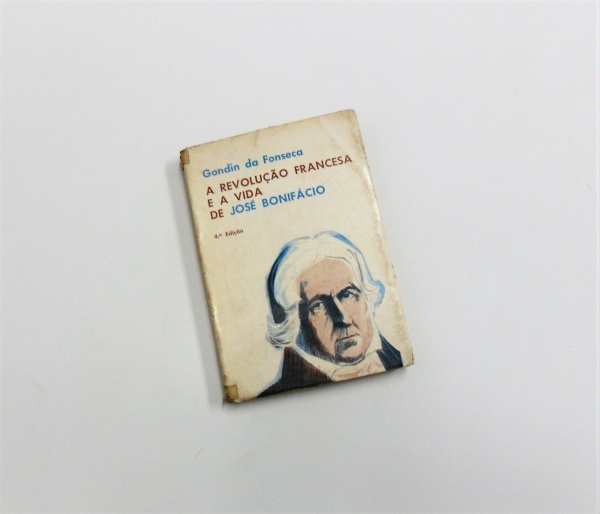 Gondin da Fonseca
A REVOLUÇÃO FRANCESA
E A VIDA
DE JOSÉ BONIFÁCIO
4.ª Edição